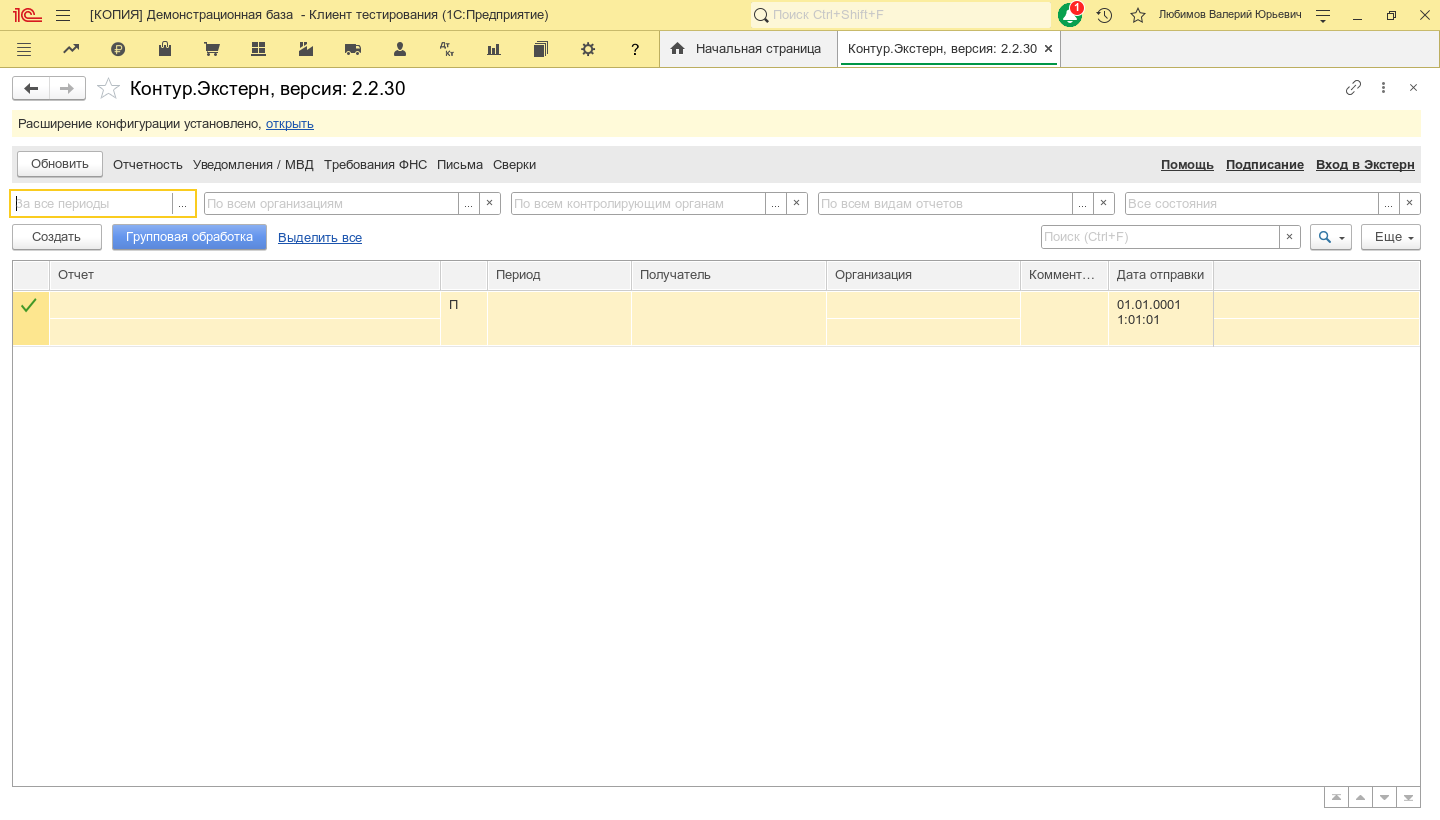 [КОПИЯ] Демонстрационная база - Клиент тестирования (1С:Предприятие)
Поиск Ctrl+Shift+F
1
Любимов Валерий Юрьевич
Дт
Кт
?
Начальная страница
Контур.Экстерн, версия: 2.2.30
Контур.Экстерн, версия: 2.2.30
Расширение конфигурации установлено, открыть
Обновить Отчетность Уведомления / МВД Требования ФНС Письма Сверки Помощь Подписание Вход в Экстерн
За все периоды ... По всем организациям ... × По всем контролирующим органам ... × По всем видам отчетов ... × Все состояния ... ×
Создать Групповая обработка Выделить все Поиск (Ctrl+F) × Еще
Отчет Период Получатель Организация Коммент... Дата отправки
П 01.01.0001
1:01:01